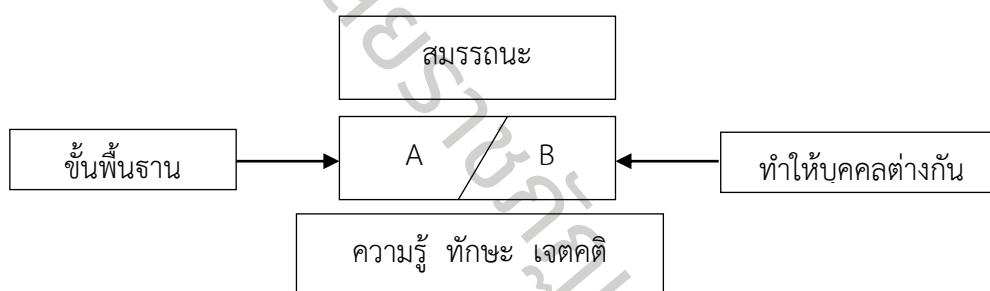 สมรรถนะ
ขั้นพื้นฐาน
A B
ทำให้บุคคลต่างกัน
ความรู้ ทักษะ เจตคติ